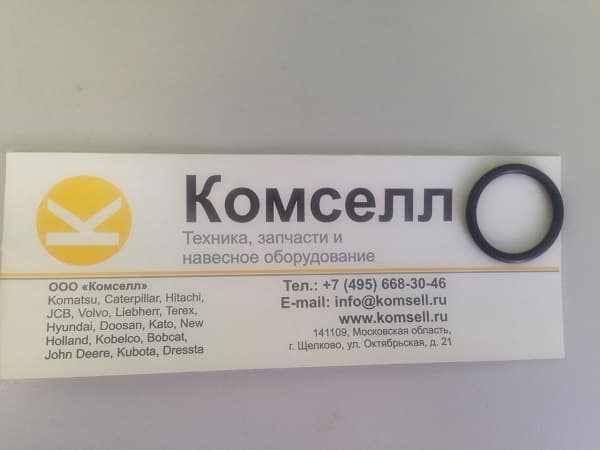 Комселл
Техника, запчасти и
навесное оборудование
ООО «Комселл»
Komatsu, Caterpillar, Hitachi,
JCB, Volvo, Liebherr, Terex,
Hyundai, Doosan, Kato, New
Holland, Kobelco, Bobcat,
John Deere, Kubota, Dressta
Тел.: +7 (495) 668-30-46
E-mail: info@komsell.ru
www.komsell.ru
141109, Московская область,
г. Щелково, ул. Октябрьская, д. 21